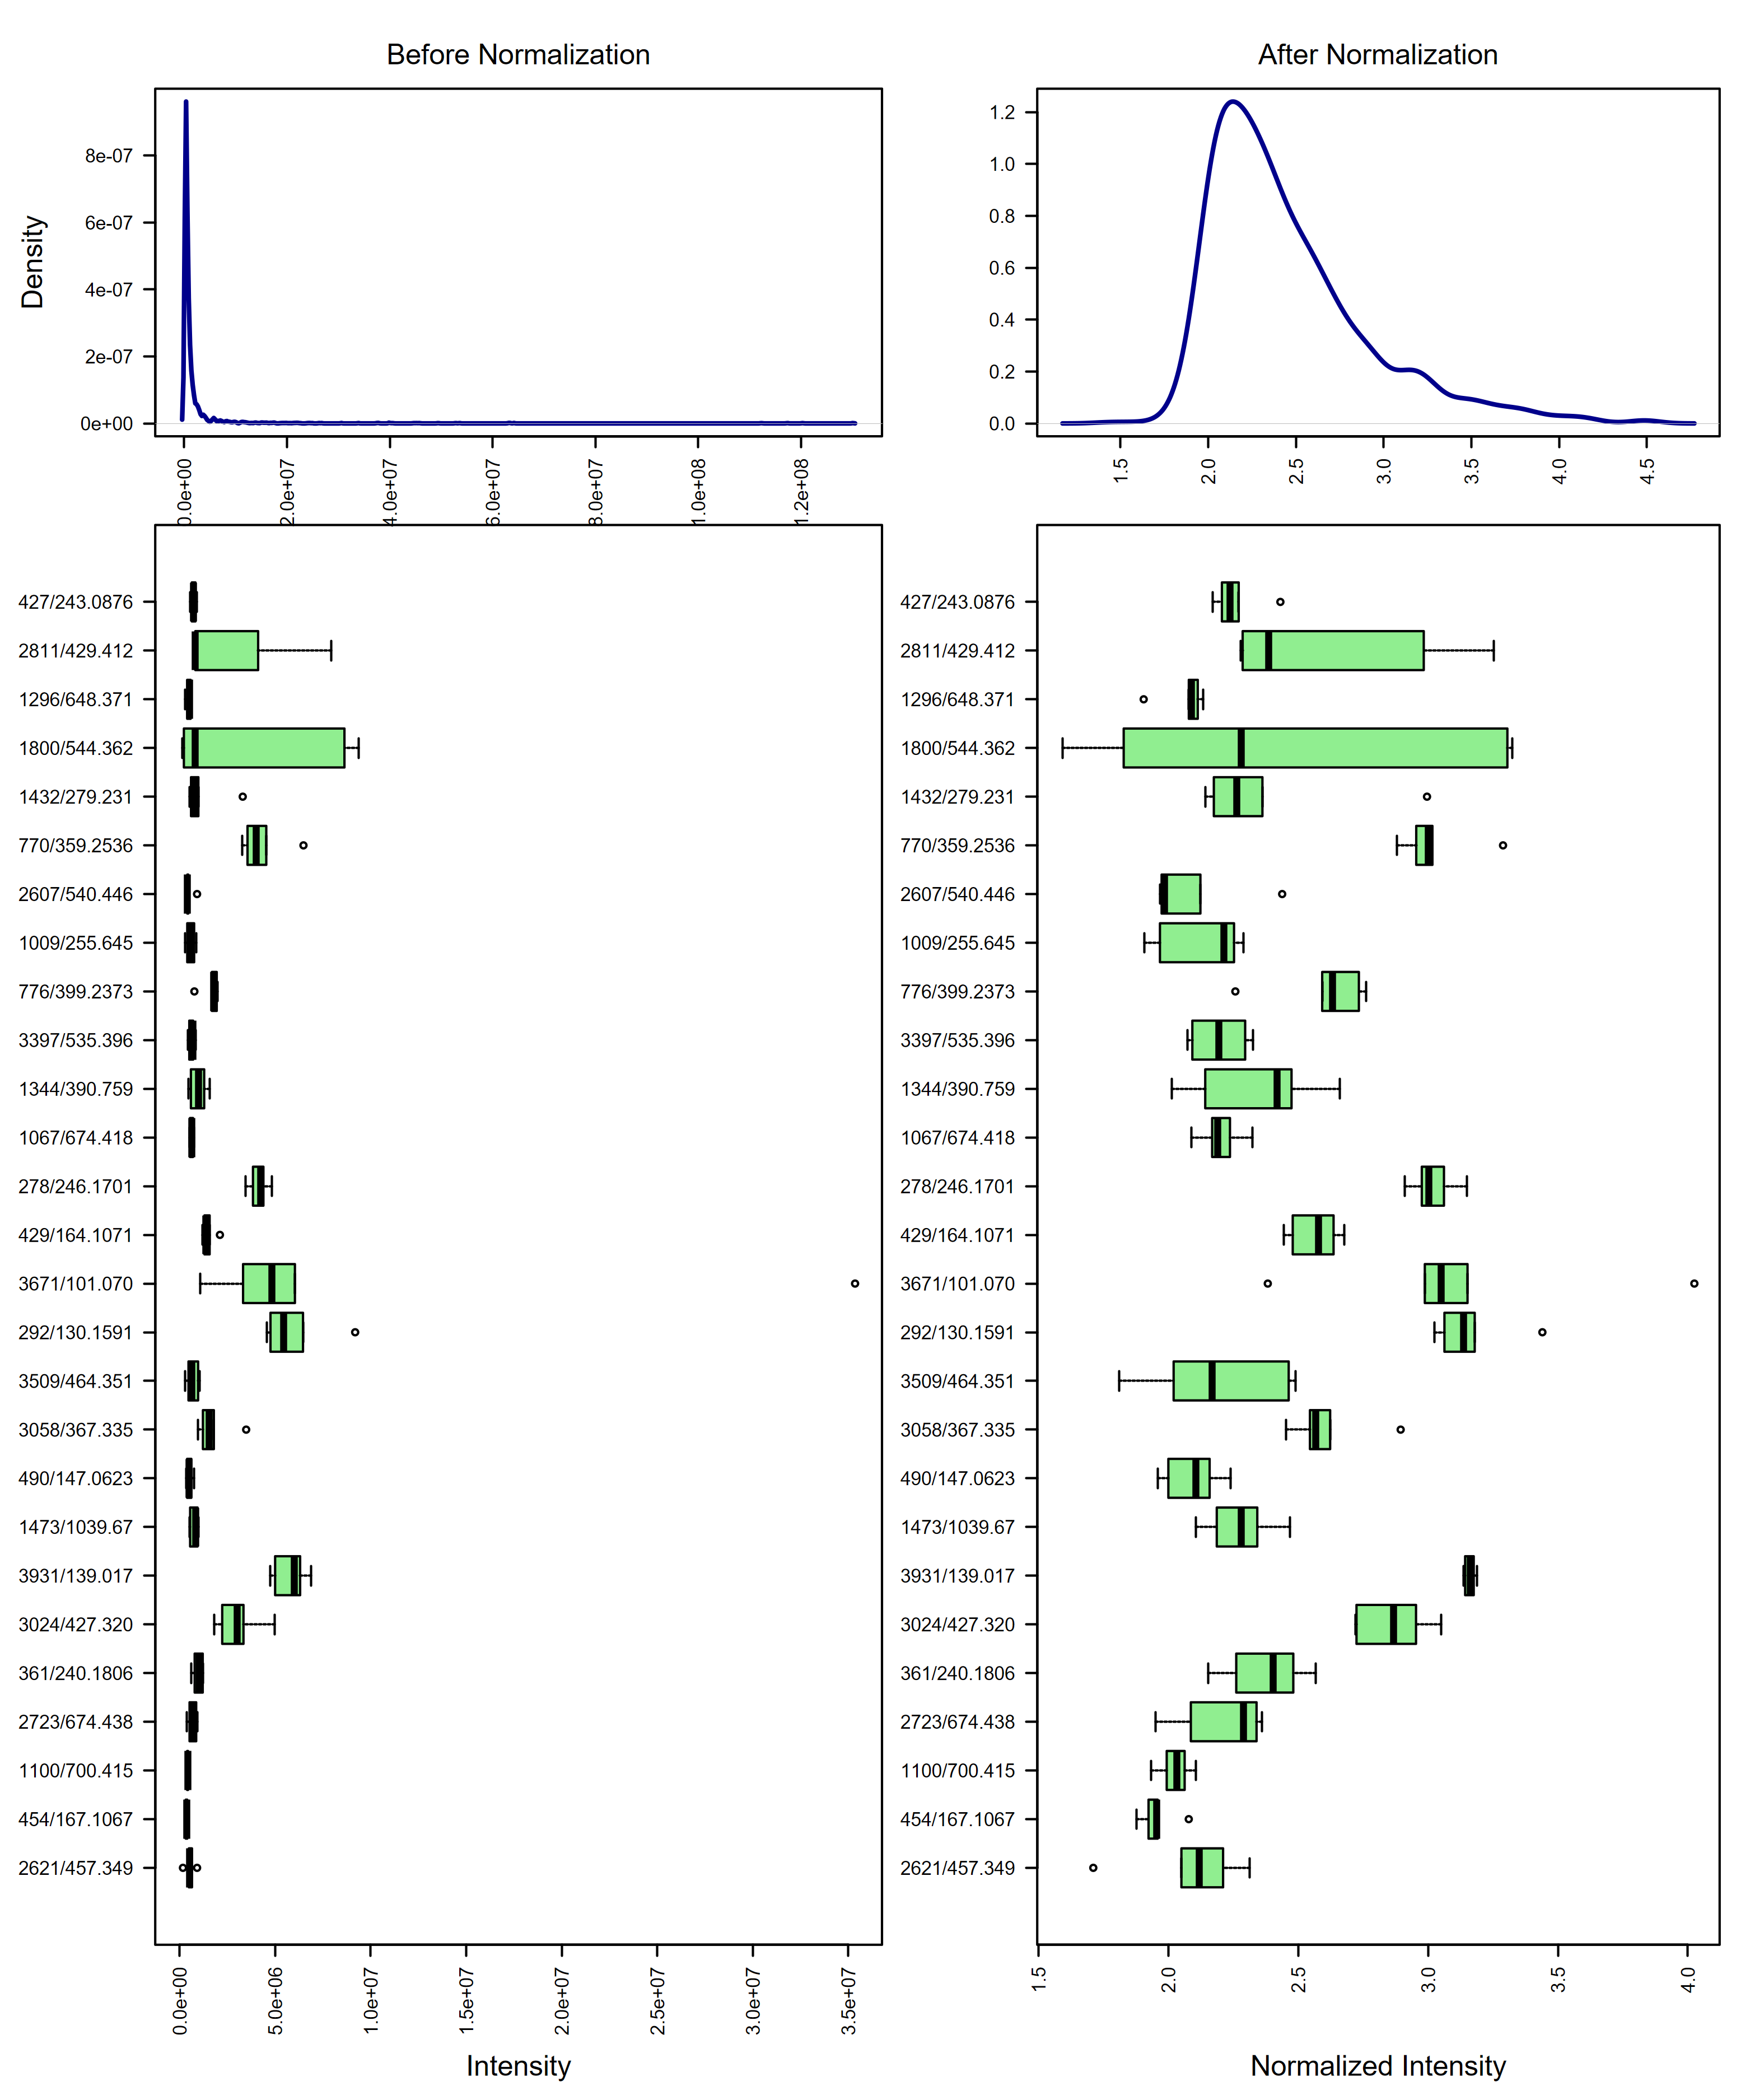 Before Normalization
After Normalization
Density
8e-07
6e-07
4e-07
2e-07
0e+00
0.0e+00
2.0e+07
4.0e+07
6.0e+07
8.0e+07
1.0e+08
1.2e+08
1.2
1.0
0.8
0.6
0.4
0.2
0.0
1.5
2.0
2.5
3.0
3.5
4.0
4.5
427/243.0876
2811/429.412
1296/648.371
1800/544.362
1432/279.231
770/359.2536
2607/540.446
1009/255.645
776/399.2373
3397/535.396
1344/390.759
1067/674.418
278/246.1701
429/164.1071
3671/101.070
292/130.1591
3509/464.351
3058/367.335
490/147.0623
1473/1039.67
3931/139.017
3024/427.320
361/240.1806
2723/674.438
1100/700.415
454/167.1067
2621/457.349
0.0e+00
5.0e+06
1.0e+07
1.5e+07
2.0e+07
2.5e+07
3.0e+07
3.5e+07
Intensity
427/243.0876
2811/429.412
1296/648.371
1800/544.362
1432/279.231
770/359.2536
2607/540.446
1009/255.645
776/399.2373
3397/535.396
1344/390.759
1067/674.418
278/246.1701
429/164.1071
3671/101.070
292/130.1591
3509/464.351
3058/367.335
490/147.0623
1473/1039.67
3931/139.017
3024/427.320
361/240.1806
2723/674.438
1100/700.415
454/167.1067
2621/457.349
1.5
2.0
2.5
3.0
3.5
4.0
Normalized Intensity